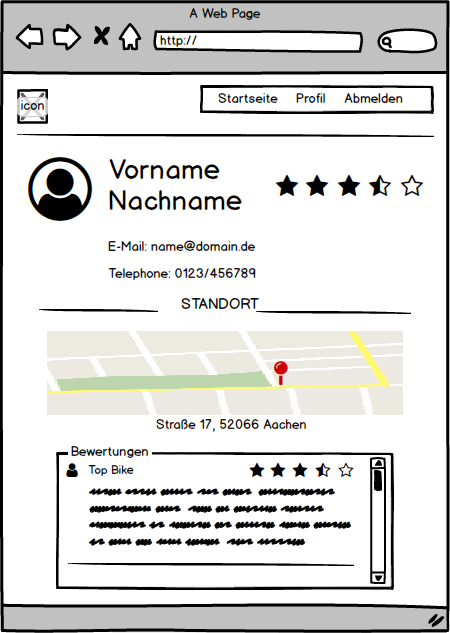 A Web Page
http://
icon
Startseite Profil Abmelden
Vorname
Nachname
E-Mail: name@domain.de
Telephone: 0123/456789
STANDORT
Straße 17, 52066 Aachen
Bewertungen
Top Bike